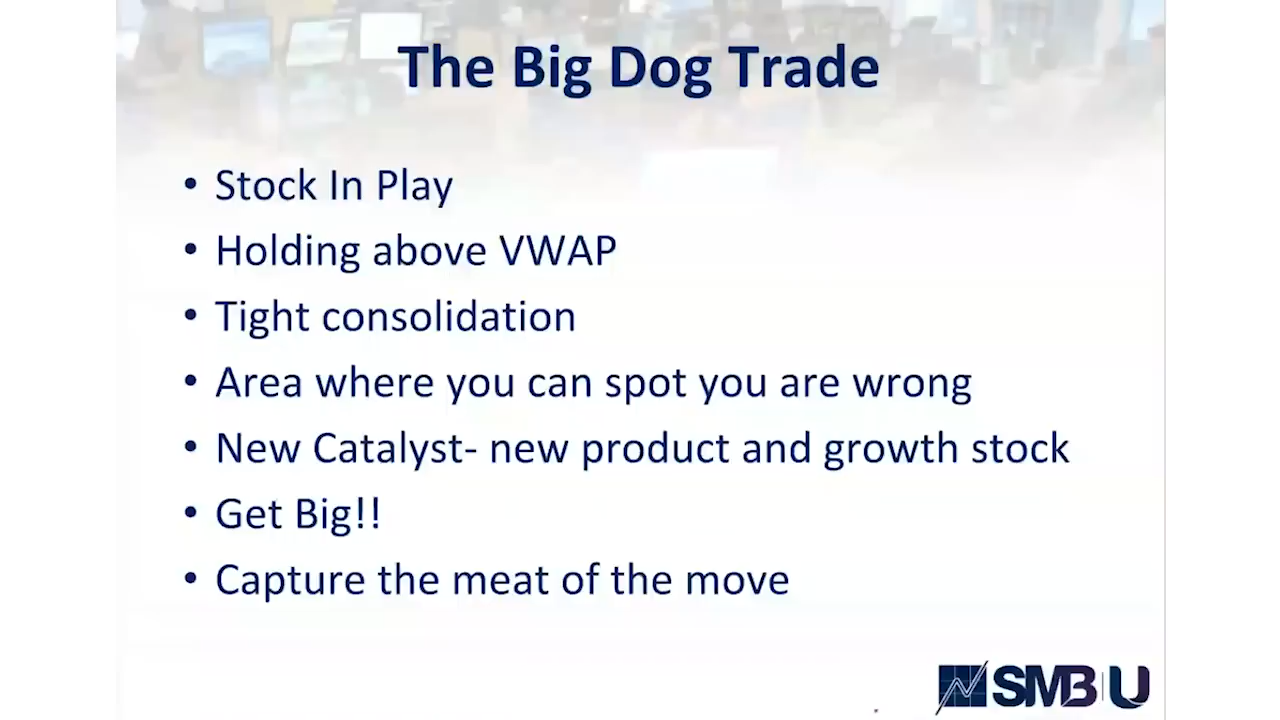 The Big Dog Trade
• Stock In Play
• Holding above VWAP
• Tight consolidation
• Area where you can spot you are wrong
• New Catalyst- new product and growth stock
• Get Big!!
• Capture the meat of the move
SMB U